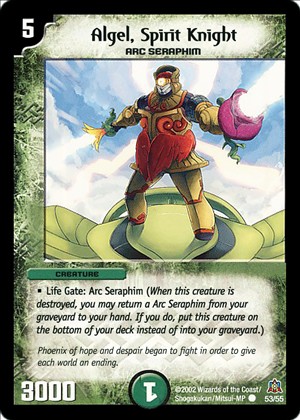 5
Algel, Spirit Knight
ARC SERAPHIM
CREATURE
▪ Life Gate: Arc Seraphim (When this creature is
destroyed, you may return a Arc Seraphim from your
graveyard to your hand. If you do, put this creature on
the bottom of your deck instead of into your graveyard.)
Phoenix of hope and despair began to fight in order to give
each world an ending.
3000
1
©2002 Wizards of the Coast/
Shogakukan/Mitsui-MP ● 53/55